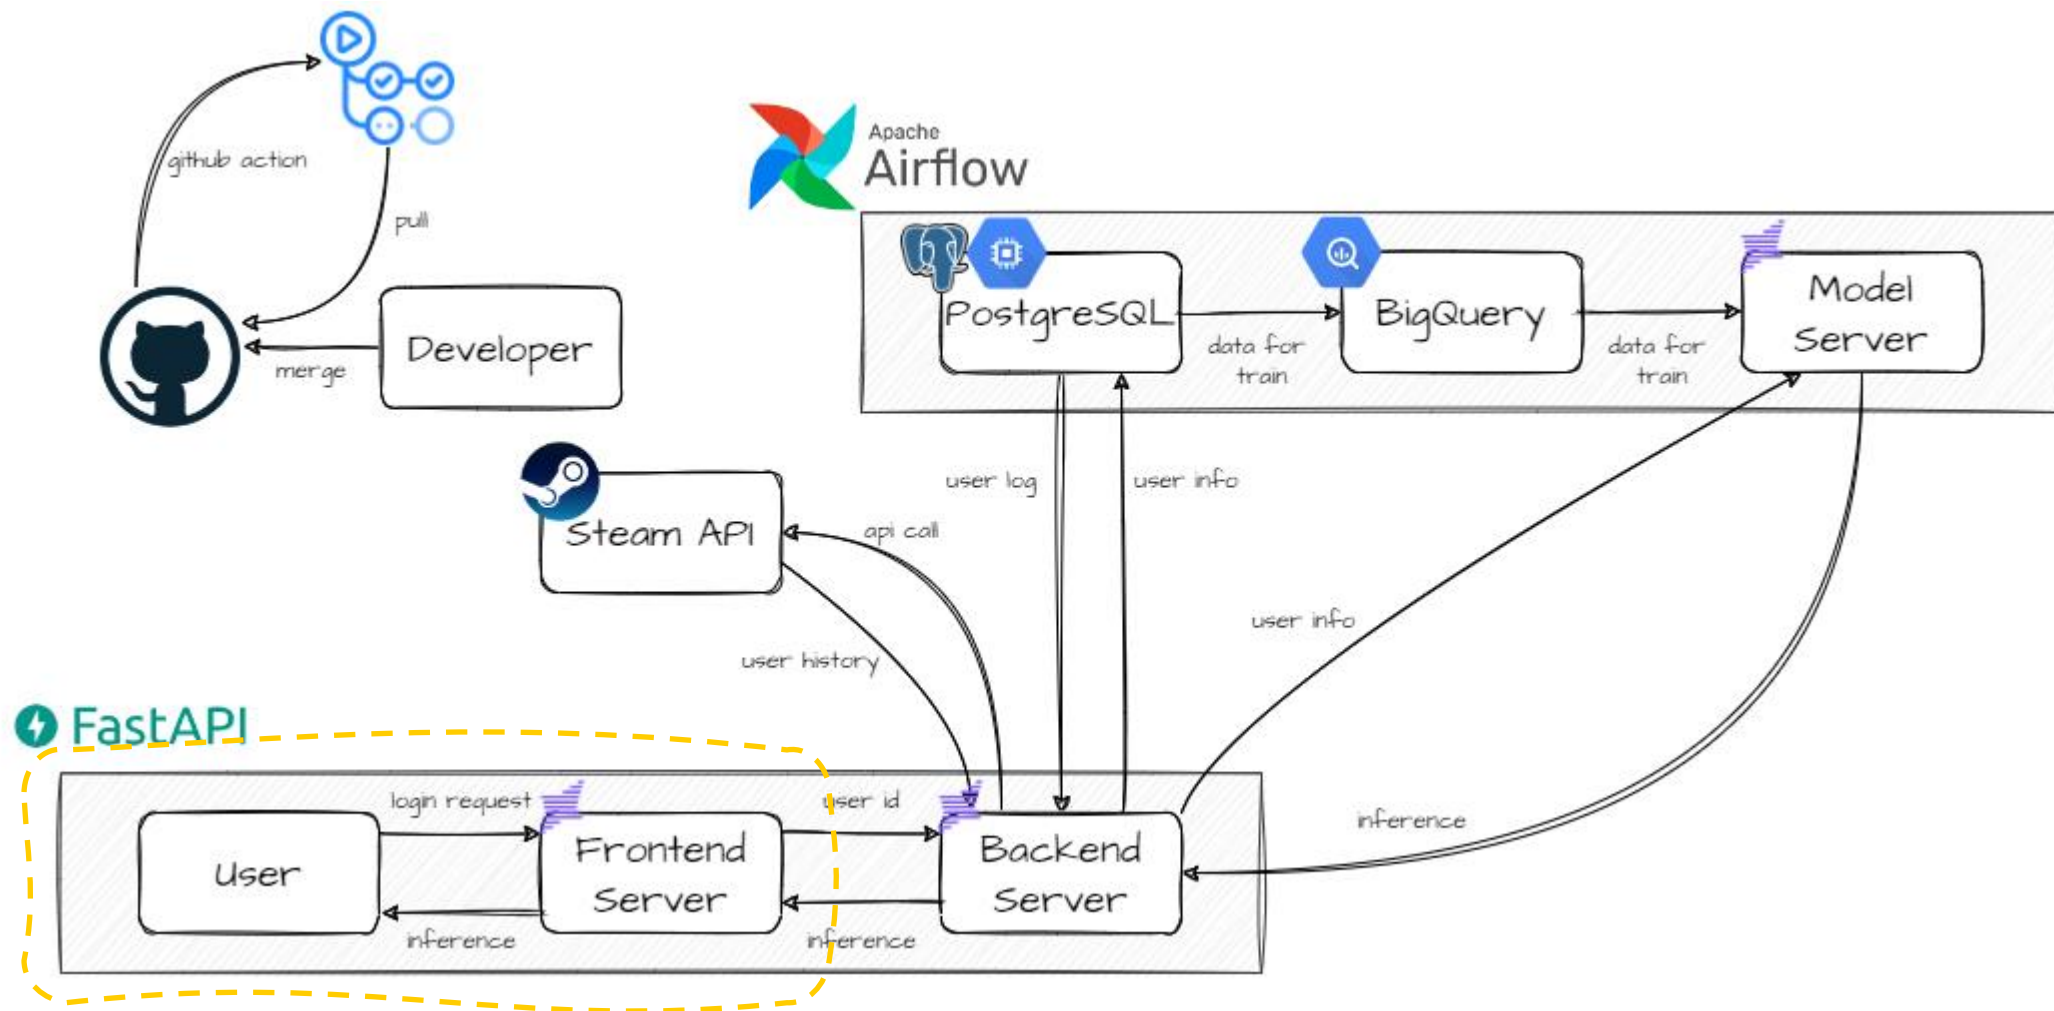 github action
pull
Developer
merge
Apache
Airflow
PostgreSQL
data for
train
BigQuery
data for
train
Model
Server
user log
user info
Steam API
api call
user history
user info
inference
FastAPI
login request
user id
User
Frontend
Server
Backend
Server
inference
inference